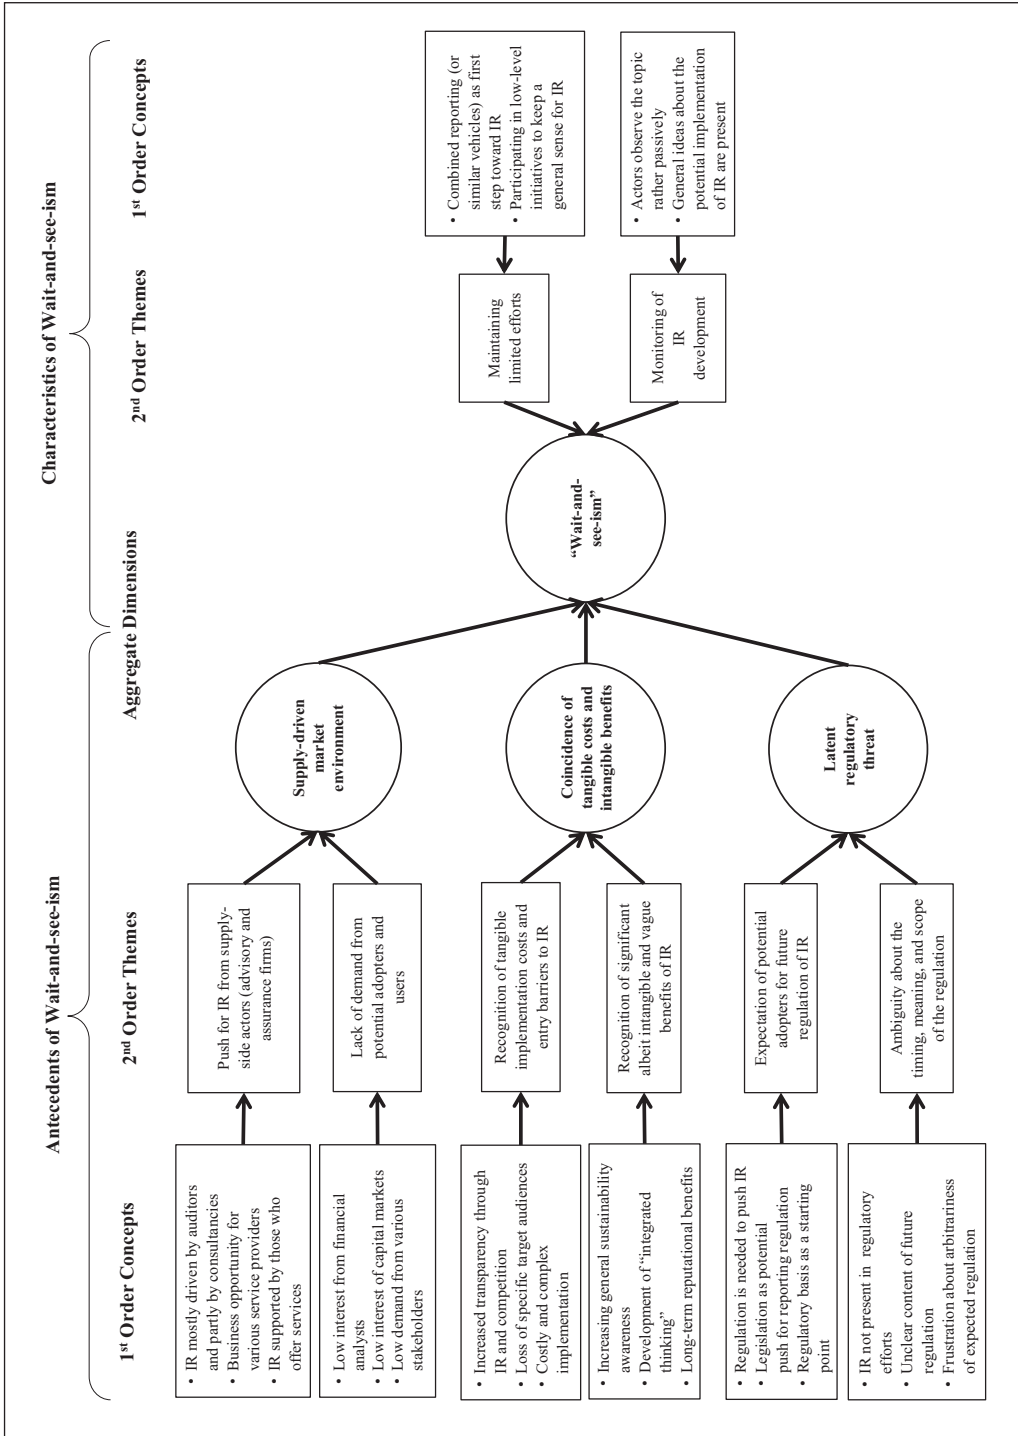 Antecedents of Wait-and-see-ism
Characteristics of Wait-and-see-ism
1st Order Concepts
2nd Order Themes
Aggregate Dimensions
2nd Order Themes
1st Order Concepts
• IR mostly driven by auditors
and partly by consultancies
• Business opportunity for
various service providers
• IR supported by those who
offer services
• Low interest from financial
analysts
• Low interest of capital markets
• Low demand from various
stakeholders
• Increased transparency through
IR and competition
• Loss of specific target audiences
• Costly and complex
implementation
• Increasing general sustainability
awareness
• Development of “integrated
thinking”
• Long-term reputational benefits
• Regulation is needed to push IR
• Legislation as potential
push for reporting regulation
• Regulatory basis as a starting
point
• IR not present in regulatory
efforts
• Unclear content of future
regulation
• Frustration about arbitrariness
of expected regulation
Push for IR from supply-
side actors (advisory and
assurance firms)
Lack of demand from
potential adopters and
users
Recognition of tangible
implementation costs and
entry barriers to IR
Recognition of significant
albeit intangible and vague
benefits of IR
Expectation of potential
adopters for future
regulation of IR
Ambiguity about the
timing, meaning, and scope
of the regulation
Supply-driven
market
environment
Coincidence of
tangible costs and
intangible benefits
Latent
regulatory
threat
“Wait-and-
see-ism”
Maintaining
limited efforts
Monitoring of
IR
development
• Combined reporting (or
similar vehicles) as first
step toward IR
• Participating in low-level
initiatives to keep a
general sense for IR
• Actors observe the topic
rather passively
• General ideas about the
potential implementation
of IR are present